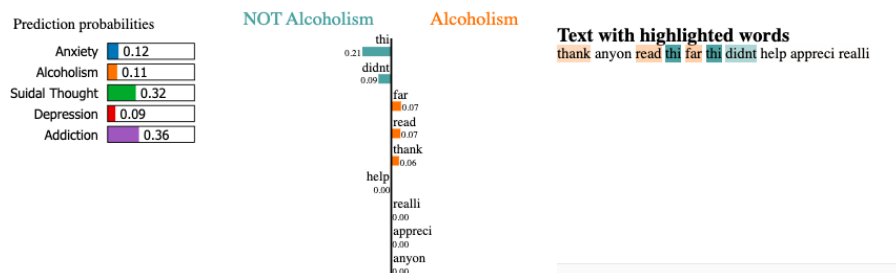 Prediction probabilities
Anxiety 0.12
Alcoholism 0.11
Suidal Thought 0.32
Depression 0.09
Addiction 0.36
NOT Alcoholism Alcoholism
thi
0.21
didnt
0.09
far
0.07
read
0.07
thank
0.06
help
0.00
realli
0.00
appreci
0.00
anyon
0.00
Text with highlighted words
thank anyon read thi far thi didnt help appreci realli